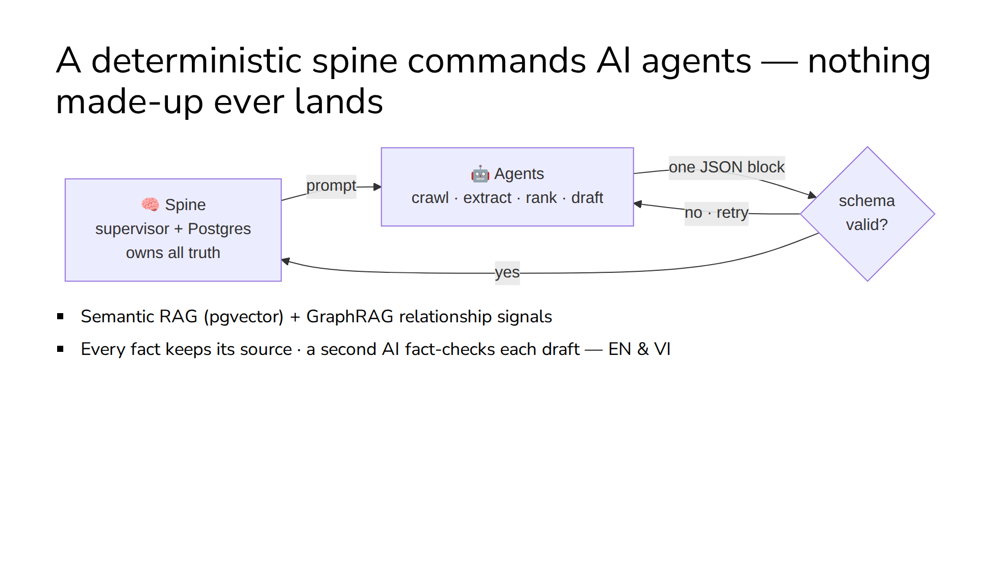 A deterministic spine commands AI agents — nothing
made-up ever lands
🧠 Spine
supervisor + Postgres
owns all truth
prompt
🤖 Agents
crawl · extract · rank · draft
one JSON block
no · retry
schema
valid?
yes
▪ Semantic RAG (pgvector) + GraphRAG relationship signals
▪ Every fact keeps its source · a second AI fact-checks each draft — EN & VI